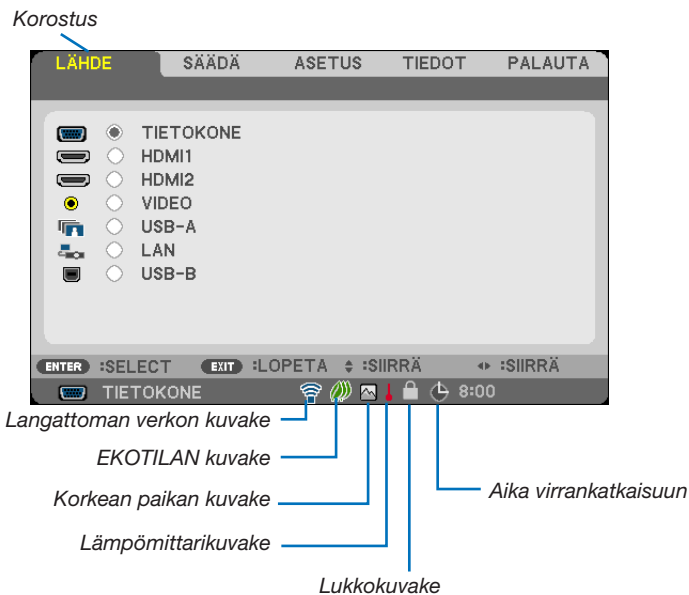 Korostus
LÄHDE SÄÄDÄ ASETUS TIEDOT PALAUTA
TIETOKONE
HDMI1
HDMI2
VIDEO
USB-A
LAN
USB-B
ENTER :SELECT EXIT :LOPETA :SIIRRÄ :SIIRRÄ
TIETOKONE 8:00
Langattoman verkon kuvake
EKOTILAN kuvake
Korkean paikan kuvake
Aika virrankatkaisuun
Lämpömittarikuvake
Lukkokuvake